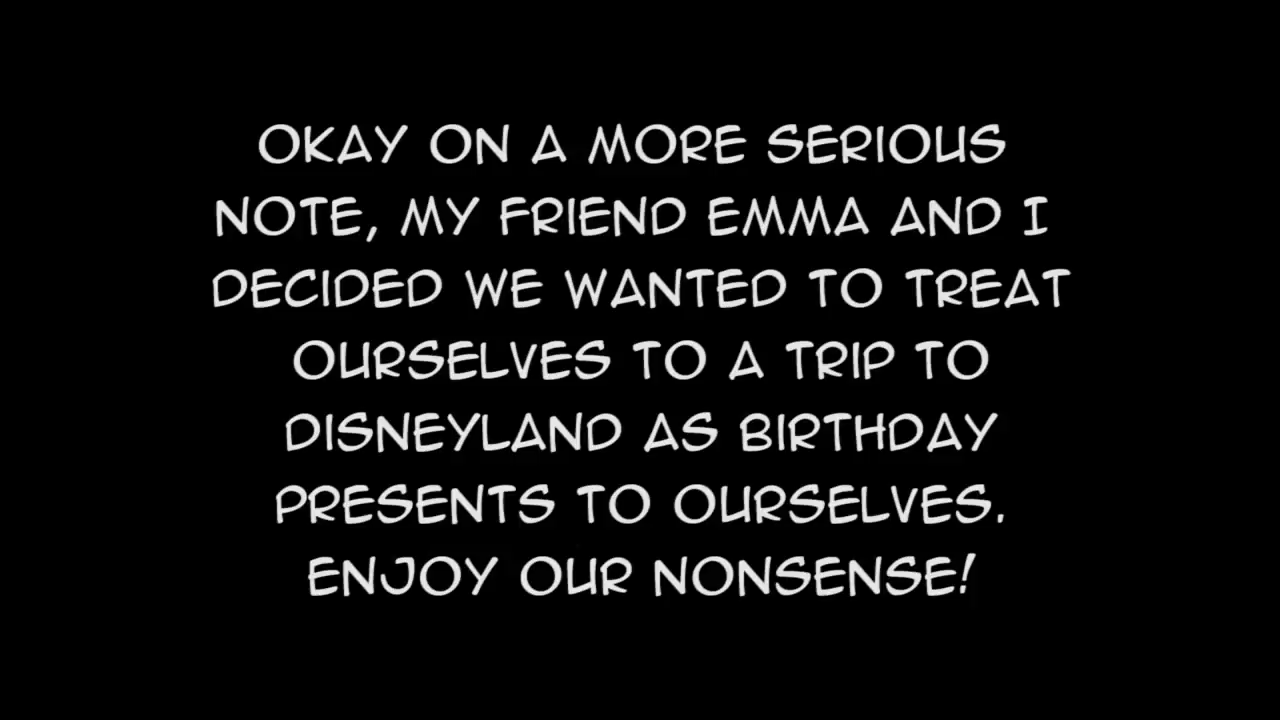 OKAY ON A MORE SERIOUS
NOTE, MY FRIEND EMMA AND I
DECIDED WE WANTED TO TREAT
OURSELVES TO A TRIP TO
DISNEYLAND AS BIRTHDAY
PRESENTS TO OURSELVES.
ENJOY OUR NONSENSE!